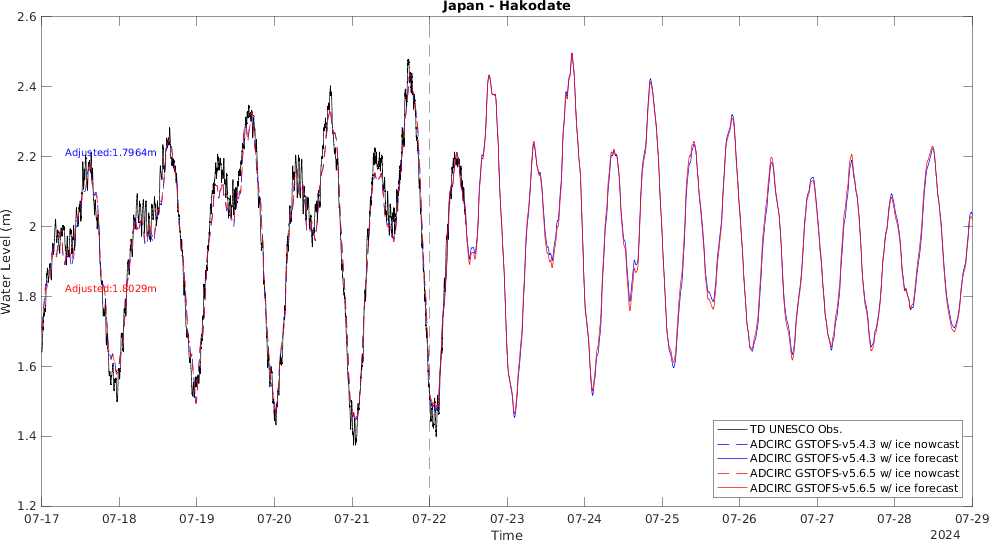 Japan - Hakodate
2.6
2.4
2.2
2
1.8
1.6
1.4
1.2
Water Level (m)
Adjusted:1.7964m
Adjusted:1.8029m
TD UNESCO Obs.
ADCIRC GSTOFS-v5.4.3 w/ ice nowcast
ADCIRC GSTOFS-v5.4.3 w/ ice forecast
ADCIRC GSTOFS-v5.6.5 w/ ice nowcast
ADCIRC GSTOFS-v5.6.5 w/ ice forecast
07-17 07-18 07-19 07-20 07-21 07-22 07-23 07-24 07-25 07-26 07-27 07-28 07-29
Time
2024